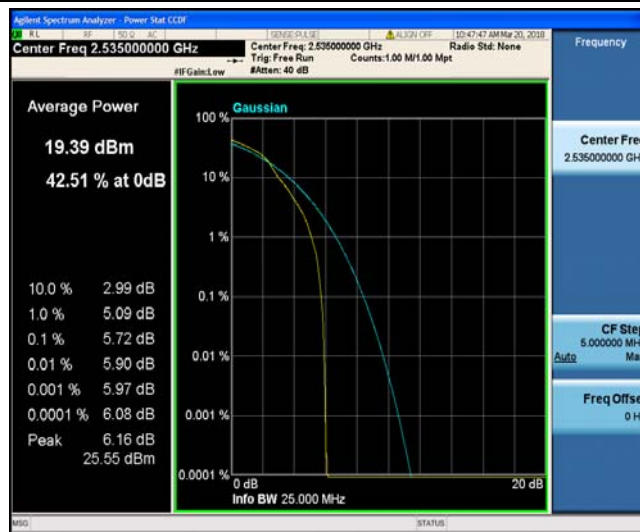 Agilent Spectrum Analyzer - Power Stat CCDF
RL RF 50 Ω AC SENSE:PULSE ALIGN OFF 10:47:47 AM Mar 20, 2018
Center Freq 2.535000000 GHz
Center Freq: 2.535000000 GHz Radio Std: None
Trig: Free Run Counts:1.00 M/1.00 Mpt
#IFGain:Low #Atten: 40 dB
Average Power
19.39 dBm
42.51 % at 0dB
10.0 % 2.99 dB
1.0 % 5.09 dB
0.1 % 5.72 dB
0.01 % 5.90 dB
0.001 % 5.97 dB
0.0001 % 6.08 dB
Peak 6.16 dB
25.55 dBm
Gaussian
100 %
10 %
1 %
0.1 %
0.01 %
0.001 %
0.0001 %
0 dB 20 dB
Info BW 25.000 MHz
Frequency
Center Fre
2.535000000 GH
CF Step
5.000000 MH
Auto Ma
Freq Offse
0 H
MSG STATUS